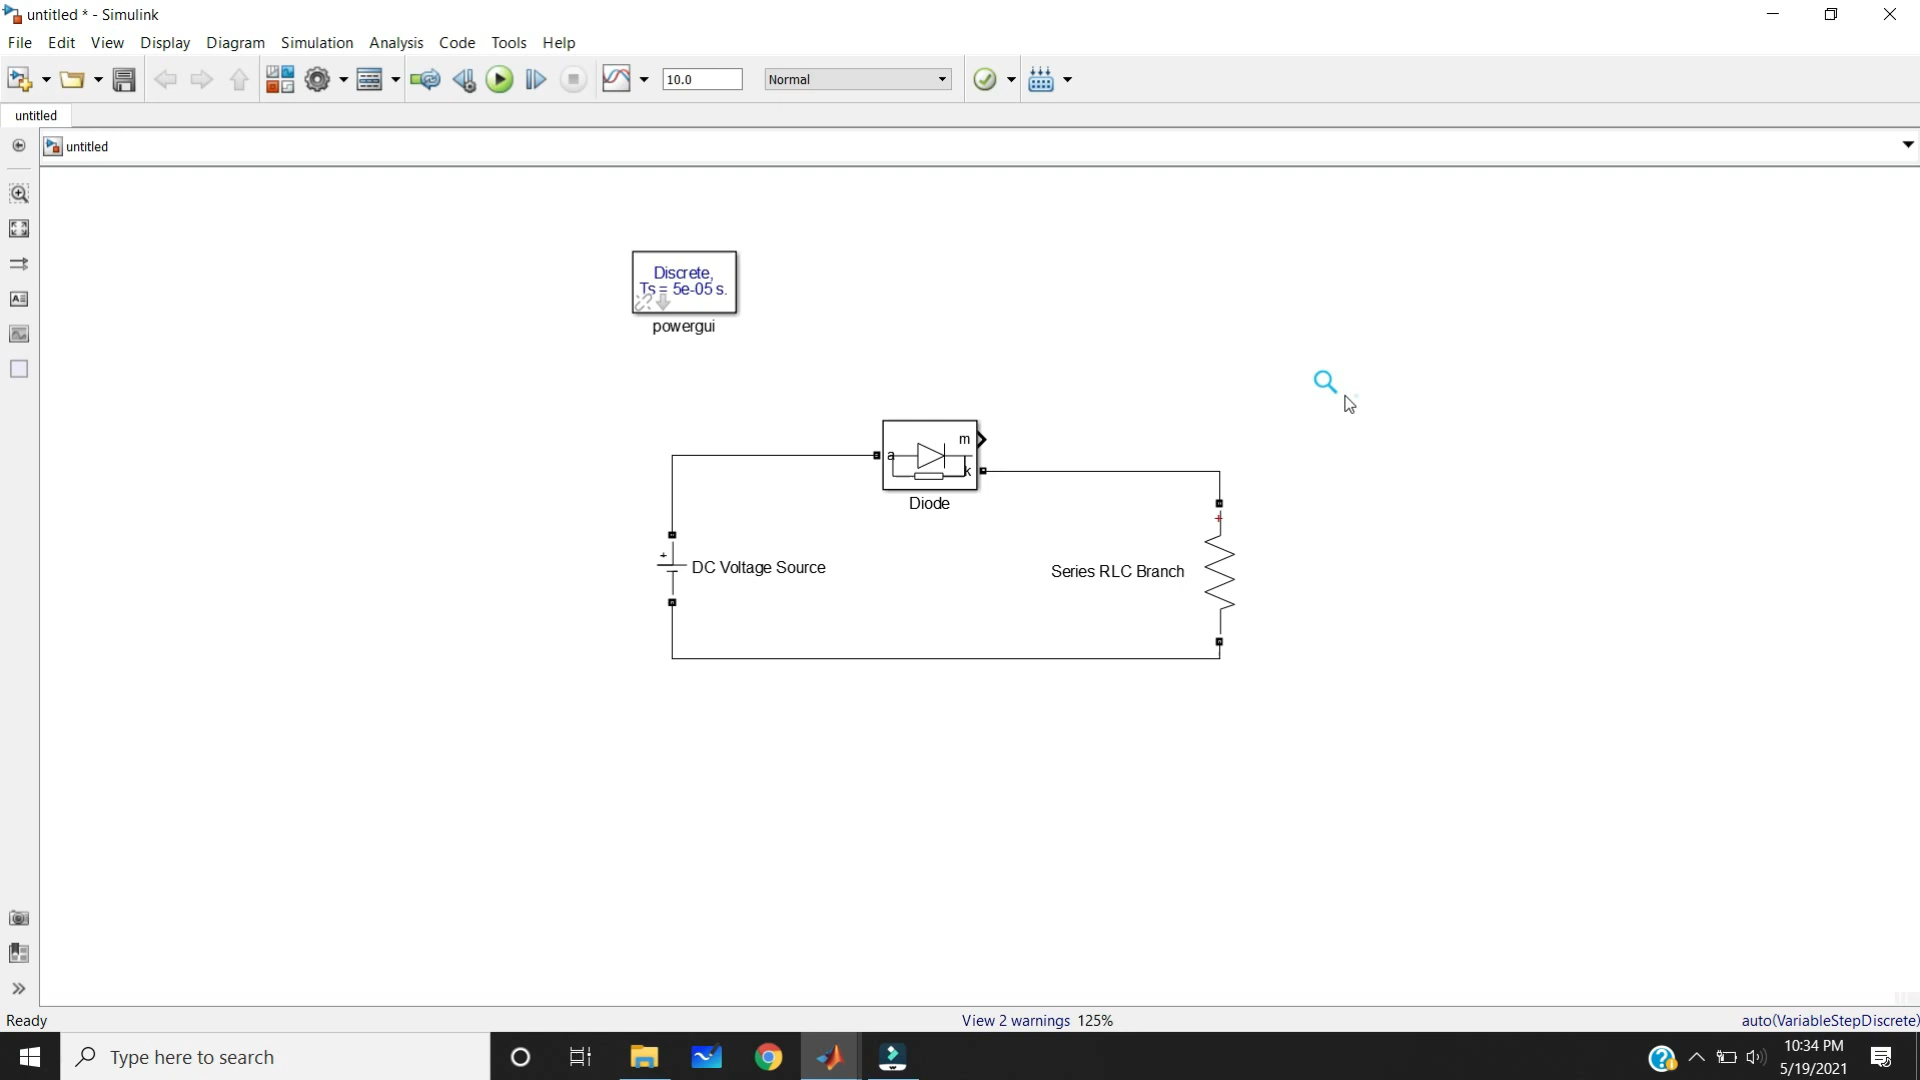 untitled * - Simulink
File Edit View Display Diagram Simulation Analysis Code Tools Help
10.0 Normal
untitled
untitled
Discrete,
Ts = 5e-05 s.
powergui
m
a
k
Diode
+
+
DC Voltage Source
Series RLC Branch
Ready View 2 warnings 125% auto(VariableStepDiscrete)
Type here to search
10:34 PM
5/19/2021